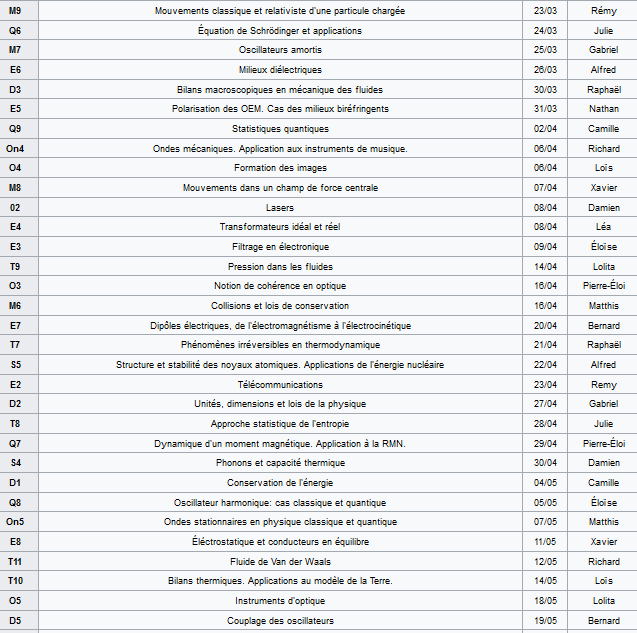 M9 Mouvements classique et relativiste d'une particule chargée 23/03 Rémy
Q6 Équation de Schrödinger et applications 24/03 Julie
M7 Oscillateurs amortis 25/03 Gabriel
E6 Milieux diélectriques 26/03 Alfred
D3 Bilans macroscopiques en mécanique des fluides 30/03 Raphaël
E5 Polarisation des OEM. Cas des milieux biréfringents 31/03 Nathan
Q9 Statistiques quantiques 02/04 Camille
On4 Ondes mécaniques. Application aux instruments de musique. 06/04 Richard
O4 Formation des images 06/04 Loïs
M8 Mouvements dans un champ de force centrale 07/04 Xavier
02 Lasers 08/04 Damien
E4 Transformateurs idéal et réel 08/04 Léa
E3 Filtrage en électronique 09/04 Éloïse
T9 Pression dans les fluides 14/04 Lolita
O3 Notion de cohérence en optique 16/04 Pierre-Éloi
M6 Collisions et lois de conservation 16/04 Matthis
E7 Dipôles électriques, de l'électromagnétisme à l'électrocinétique 20/04 Bernard
T7 Phénomènes irréversibles en thermodynamique 21/04 Raphaël
S5 Structure et stabilité des noyaux atomiques. Applications de l'énergie nucléaire 22/04 Alfred
E2 Télécommunications 23/04 Remy
D2 Unités, dimensions et lois de la physique 27/04 Gabriel
T8 Approche statistique de l'entropie 28/04 Julie
Q7 Dynamique d'un moment magnétique. Application à la RMN. 29/04 Pierre-Éloi
S4 Phonons et capacité thermique 30/04 Damien
D1 Conservation de l'énergie 04/05 Camille
Q8 Oscillateur harmonique: cas classique et quantique 05/05 Éloïse
On5 Ondes stationnaires en physique classique et quantique 07/05 Matthis
E8 Éléctrostatique et conducteurs en équilibre 11/05 Xavier
T11 Fluide de Van der Waals 12/05 Richard
T10 Bilans thermiques. Applications au modèle de la Terre. 14/05 Loïs
O5 Instruments d'optique 18/05 Lolita
D5 Couplage des oscillateurs 19/05 Bernard